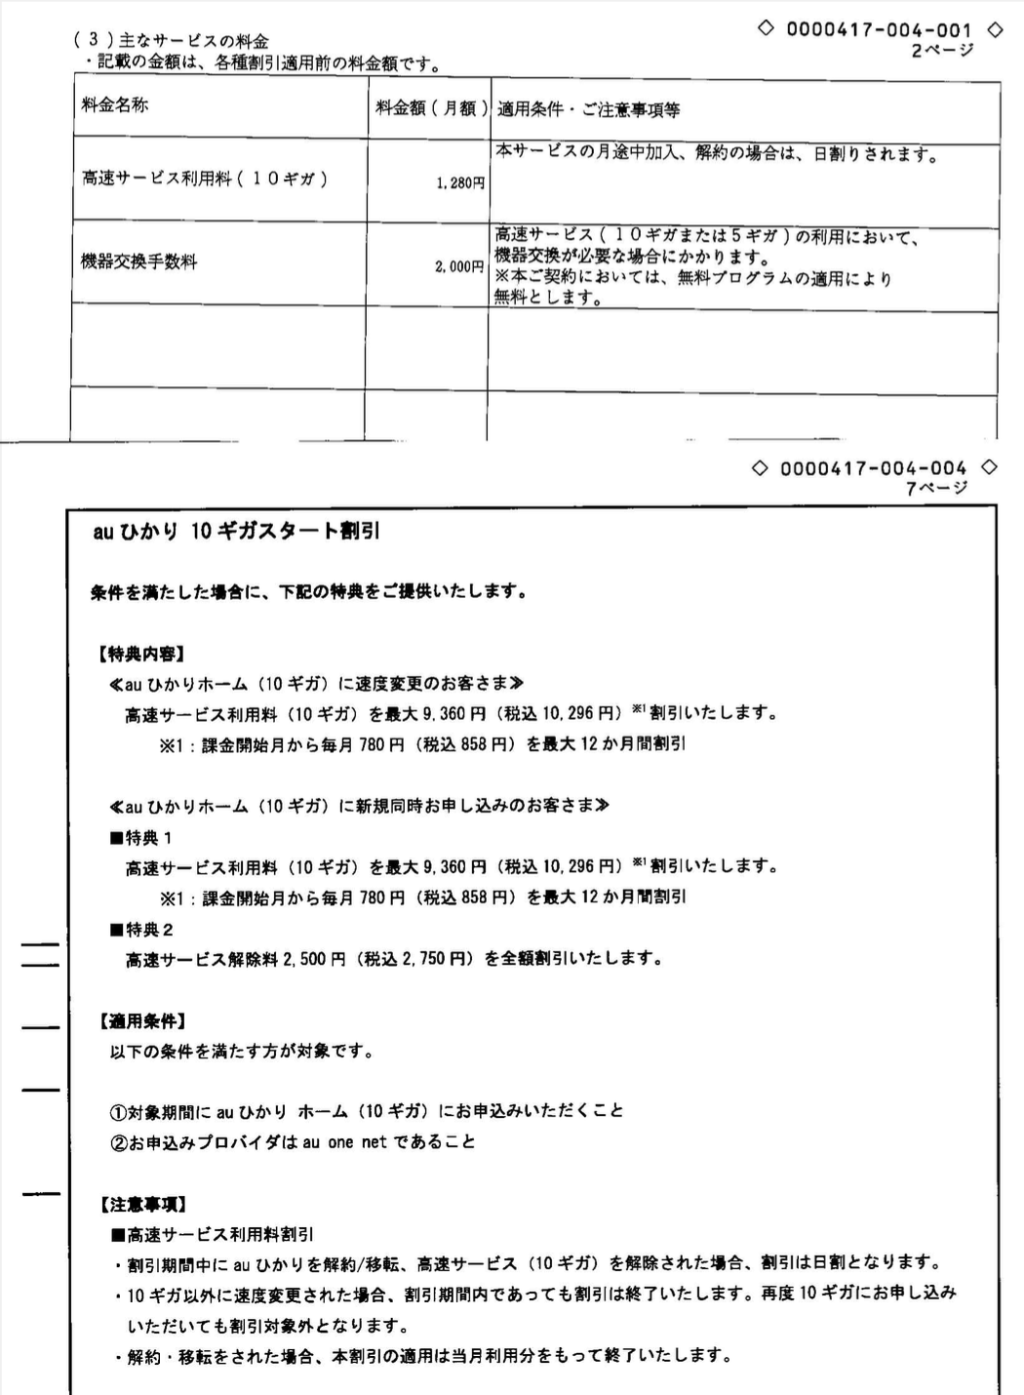 ◇ 0000417-004-001 ◇
2ページ
(3)主なサービスの料金
・記載の金額は、各種割引適用前の料金額です。
料金名称 料金額(月額) 適用条件・ご注意事項等
高速サービス利用料(10ギガ) 1,280円 本サービスの月途中加入、解約の場合は、日割りされます。
機器交換手数料 2,000円 高速サービス(10ギガまたは5ギガ)の利用において、
機器交換が必要な場合にかかります。
※本ご契約においては、無料プログラムの適用により
無料とします。
◇ 0000417-004-004 ◇
7ページ
au ひかり 10 ギガスタート割引
条件を満たした場合に、下記の特典をご提供いたします。
【特典内容】
≪au ひかりホーム（10 ギガ）に速度変更のお客さま≫
高速サービス利用料（10 ギガ）を最大 9,360 円（税込 10,296 円）※1 割引いたします。
※1：課金開始月から毎月 780 円（税込 858 円）を最大 12 か月間割引
≪au ひかりホーム（10 ギガ）に新規同時お申し込みのお客さま≫
■特典１
高速サービス利用料（10 ギガ）を最大 9,360 円（税込 10,296 円）※1 割引いたします。
※1：課金開始月から毎月 780 円（税込 858 円）を最大 12 か月間割引
■特典２
高速サービス解除料 2,500 円（税込 2,750 円）を全額割引いたします。
【適用条件】
以下の条件を満たす方が対象です。
①対象期間に au ひかり ホーム（10 ギガ）にお申込みいただくこと
②お申込みプロバイダは au one net であること
【注意事項】
■高速サービス利用料割引
・割引期間中に au ひかりを解約/移転、高速サービス（10 ギガ）を解除された場合、割引は日割となります。
・10 ギガ以外に速度変更された場合、割引期間内であっても割引は終了いたします。再度 10 ギガにお申し込み
いただいても割引対象外となります。
・解約・移転をされた場合、本割引の適用は当月利用分をもって終了いたします。